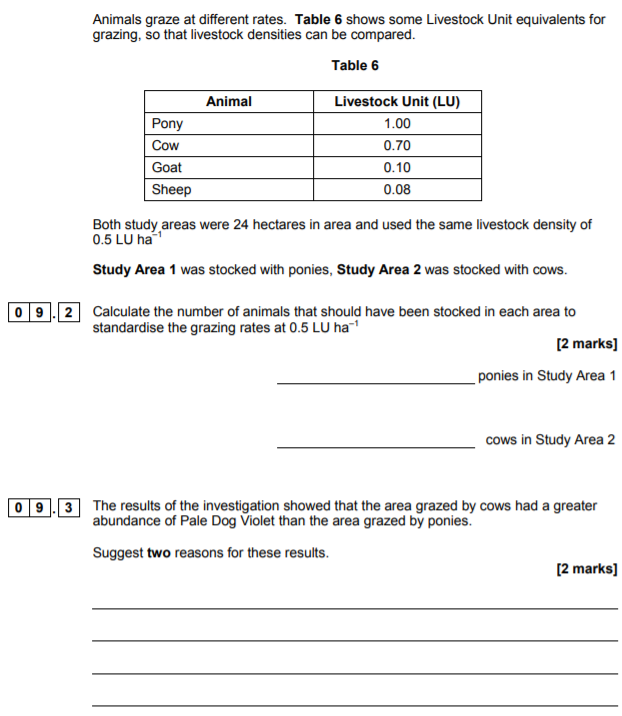 Animals graze at different rates. Table 6 shows some Livestock Unit equivalents for
grazing, so that livestock densities can be compared.
Table 6
Animal Livestock Unit (LU)
Pony 1.00
Cow 0.70
Goat 0.10
Sheep 0.08
Both study areas were 24 hectares in area and used the same livestock density of
0.5 LU ha⁻¹
Study Area 1 was stocked with ponies, Study Area 2 was stocked with cows.
0 9 . 2 Calculate the number of animals that should have been stocked in each area to
standardise the grazing rates at 0.5 LU ha⁻¹
[2 marks]
ponies in Study Area 1
cows in Study Area 2
0 9 . 3 The results of the investigation showed that the area grazed by cows had a greater
abundance of Pale Dog Violet than the area grazed by ponies.
Suggest two reasons for these results.
[2 marks]